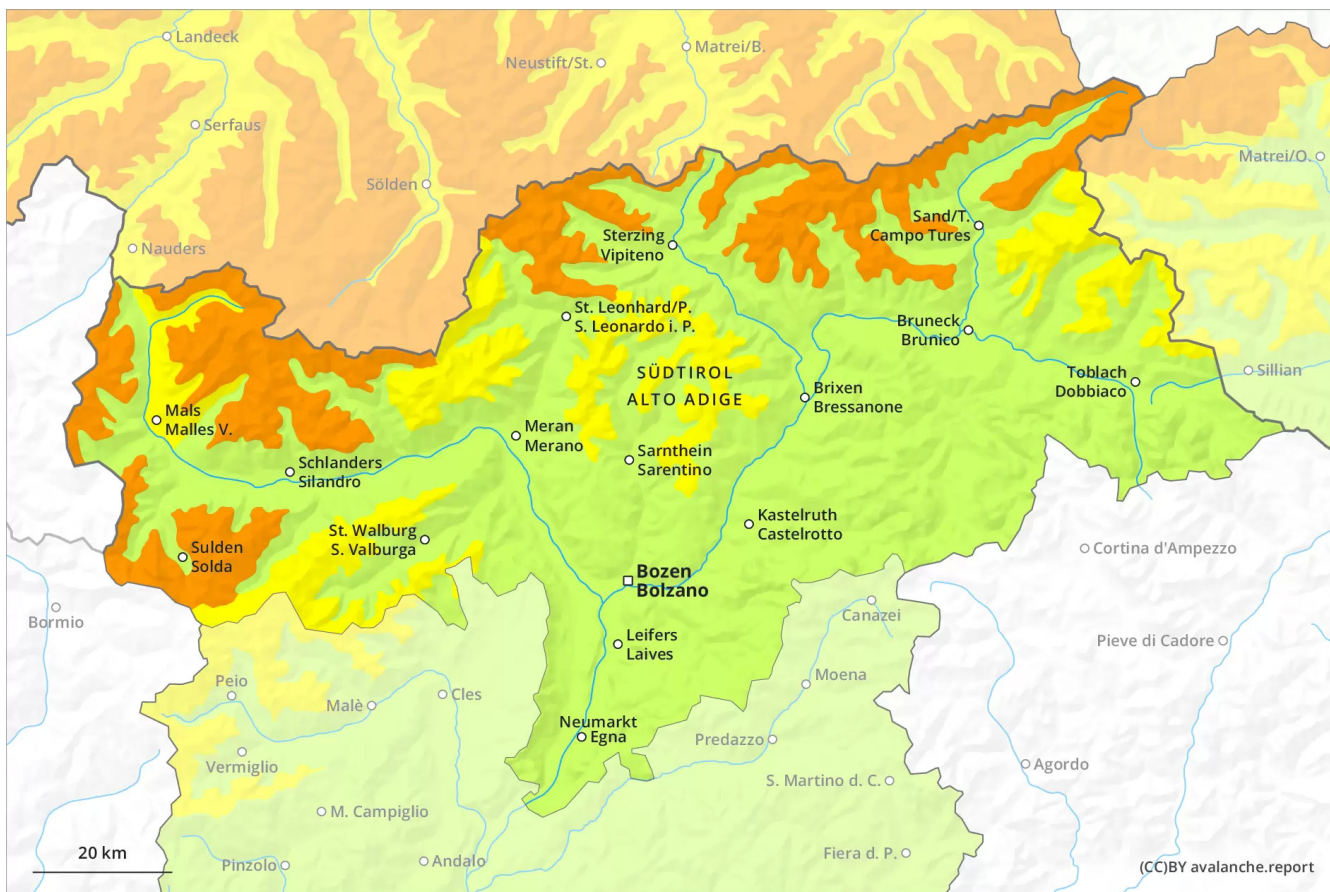 Landeck
Matrei/B.
Neustift/St.
Serfaus
Matrei/O.
Sölden
Sand/T.
Campo Tures
Sterzing
Vipiteno
Nauders
St. Leonhard/P.
S. Leonardo i. P.
Bruneck
Brunico
SÜDTIROL
ALTO ADIGE
Toblach
Dobbiaco
Sillian
Brixen
Bressanone
Mals
Malles V.
Meran
Merano
Sarnthein
Sarentino
Schlanders
Silandro
Kastelruth
Castelrotto
St. Walburg
S. Valburga
Sulden
Solda
Cortina d'Ampezzo
Bozen
Bolzano
Bormio
Canazei
Leifers
Laives
Pieve di Cadore
Peio
Moena
Malè
Cles
Neumarkt
Egna
Predazzo
Vermiglio
Agordo
S. Martino d. C.
M. Campiglio
20 km
Pinzolo
Andalo
Fiera d. P.
(CC)BY avalanche.report